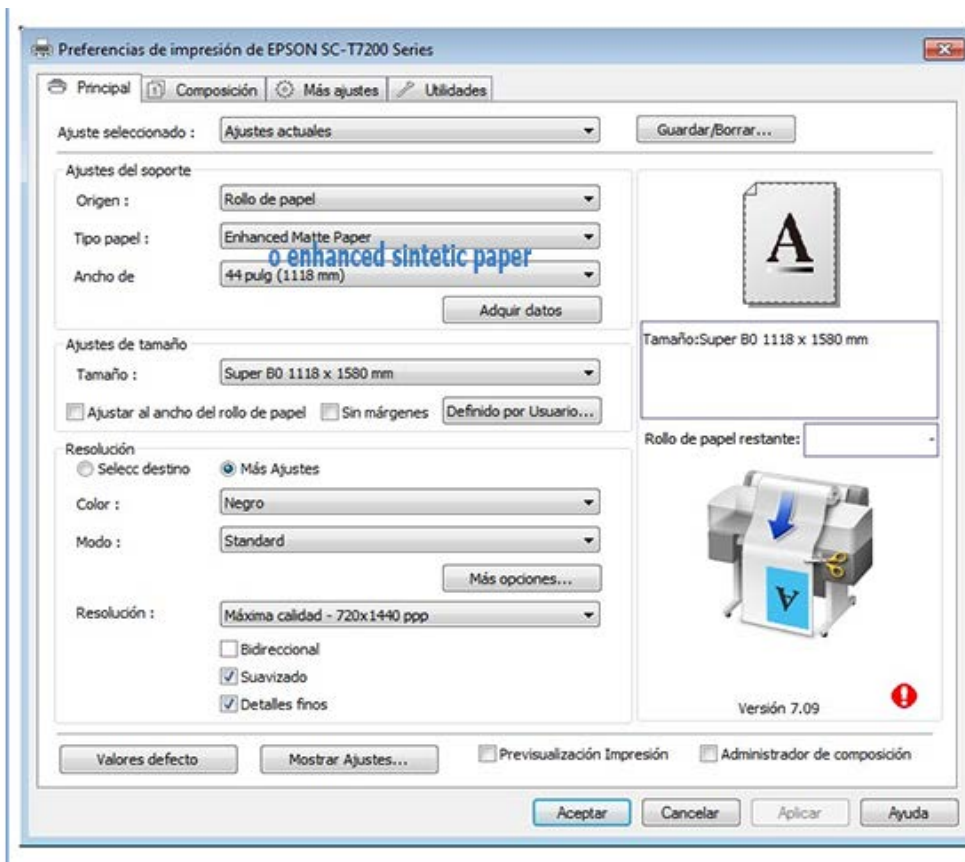 Preferencias de impresión de EPSON SC-T7200 Series
Principal
Composición
Más ajustes
Utilidades
Ajuste seleccionado :
Ajustes actuales
Guardar/Borrar...
Ajustes del soporte
Origen :
Rollo de papel
Tipo papel :
Enhanced Matte Paper
o enhanced sintetic paper
Ancho de
44 pulg (1118 mm)
Adquir datos
Ajustes de tamaño
Tamaño :
Super B0 1118 x 1580 mm
Ajustar al ancho del rollo de papel
Sin márgenes
Definido por Usuario...
Resolución
Selecc destino
Más Ajustes
Color :
Negro
Modo :
Standard
Más opciones...
Resolución :
Máxima calidad - 720x1440 ppp
Bidireccional
Suavizado
Detalles finos
A
Tamaño:Super B0 1118 x 1580 mm
Rollo de papel restante:
-
A
Versión 7.09
Valores defecto
Mostrar Ajustes...
Previsualización Impresión
Administrador de composición
Aceptar
Cancelar
Aplicar
Ayuda